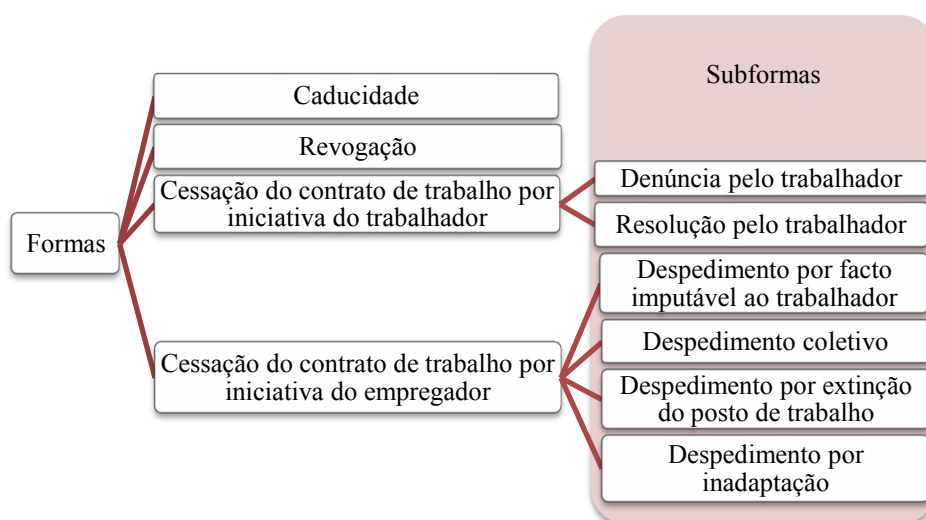 Formas
Caducidade
Revogação
Cessação do contrato de trabalho por
iniciativa do trabalhador
Cessação do contrato de trabalho por
iniciativa do empregador
Subformas
Denúncia pelo trabalhador
Resolução pelo trabalhador
Despedimento por facto
imputável ao trabalhador
Despedimento coletivo
Despedimento por extinção
do posto de trabalho
Despedimento por
inadaptação